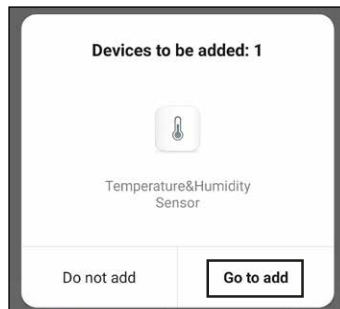 Devices to be added: 1
Temperature&Humidity
Sensor
Do not add
Go to add